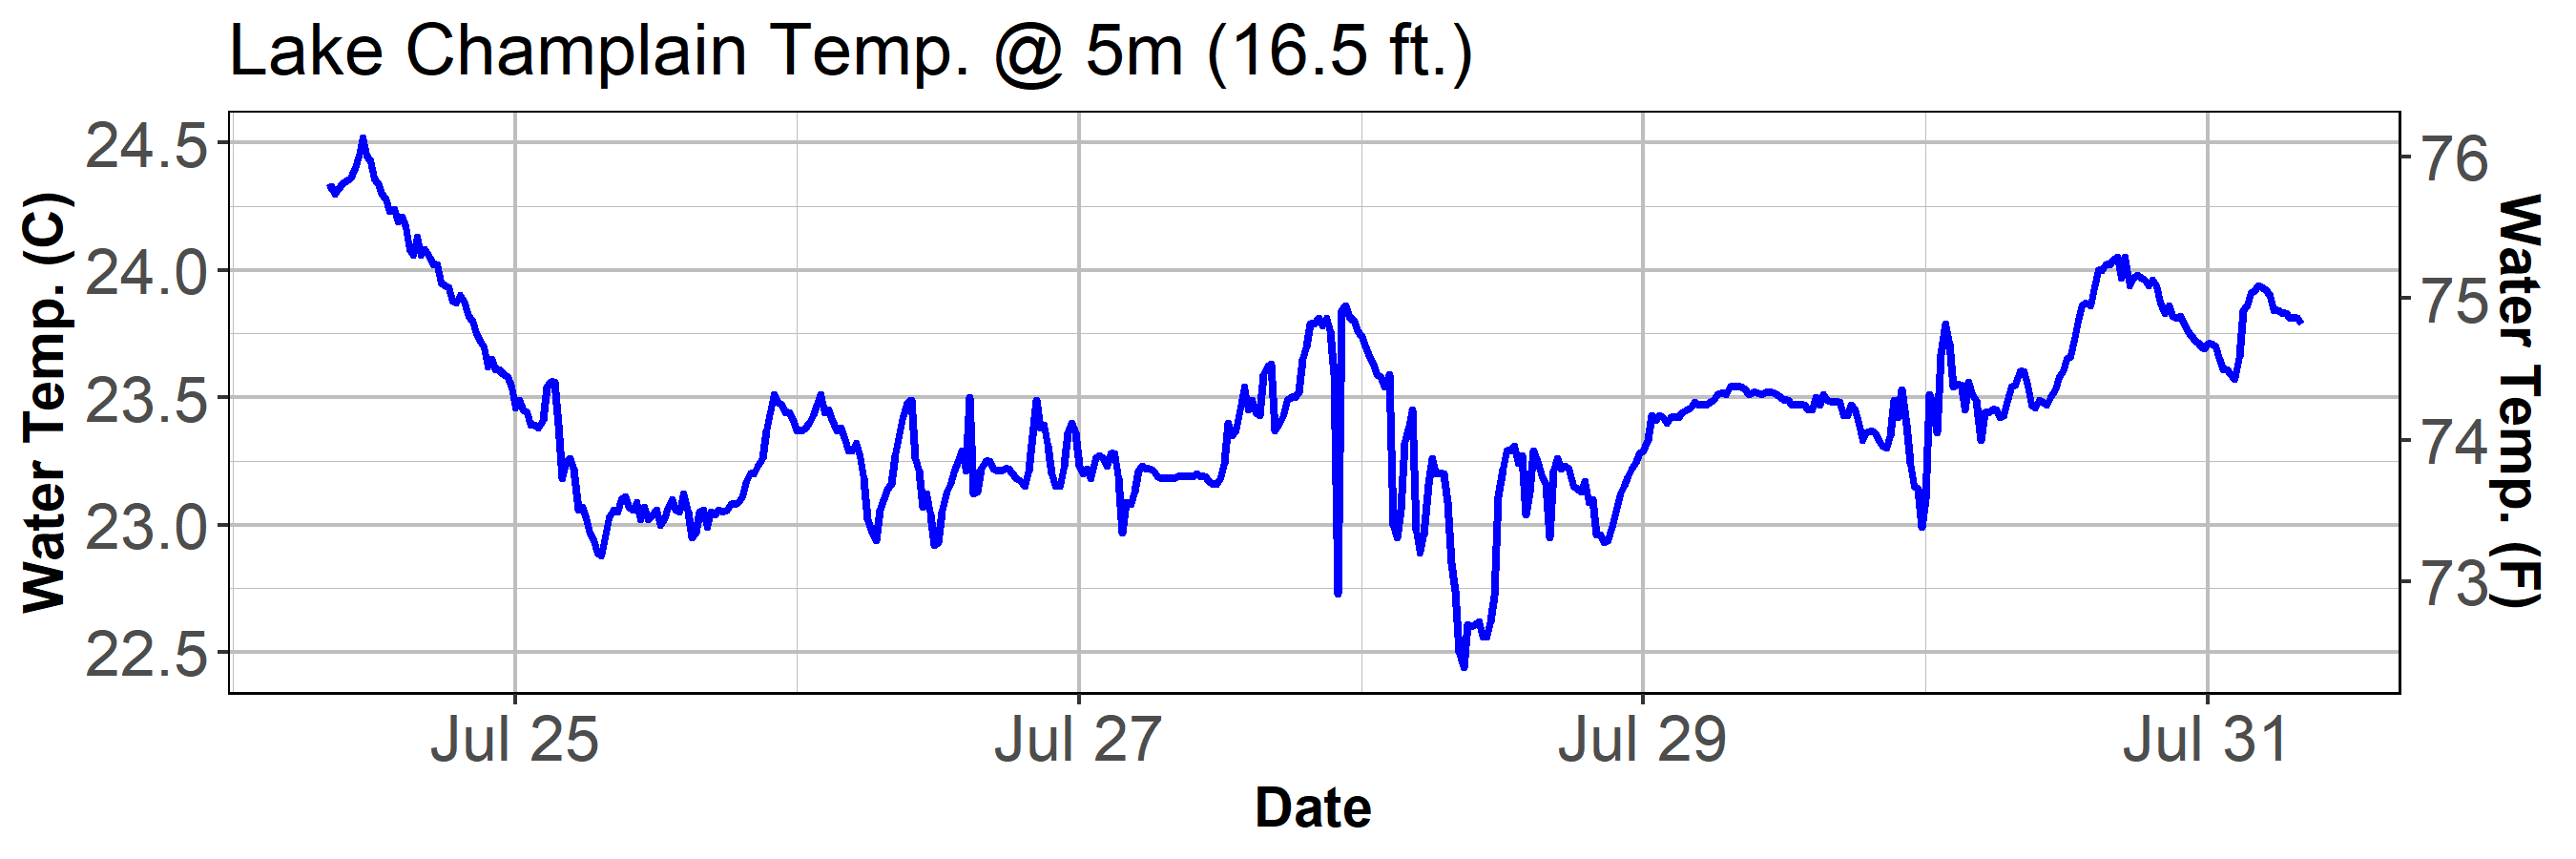 Lake Champlain Temp. @ 5m (16.5 ft.)
Water Temp. (C)
24.5
24.0
23.5
23.0
22.5
76
75
74
73
Water Temp. (F)
Jul 25
Jul 27
Jul 29
Jul 31
Date